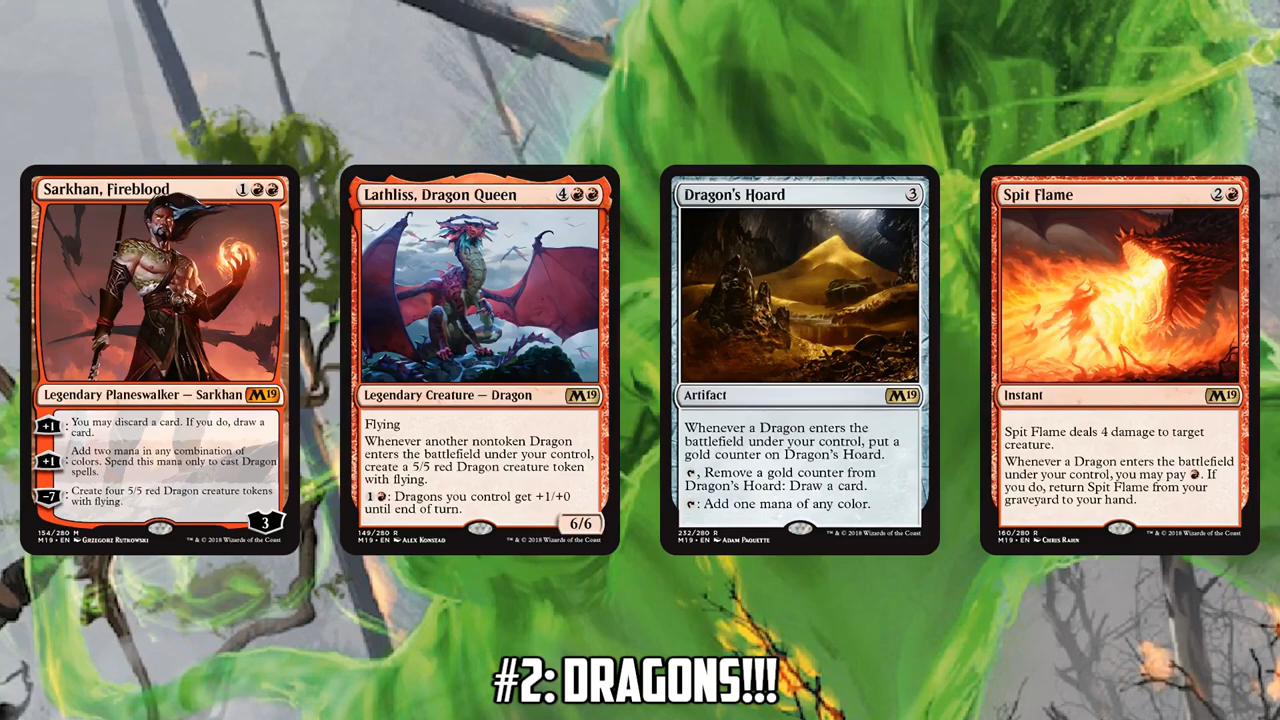 Sarkhan, Fireblood 1
Legendary Planeswalker — Sarkhan M19
+1: You may discard a card. If you do, draw a
card.
+1: Add two mana in any combination of
colors. Spend this mana only to cast Dragon
spells.
-7: Create four 5/5 red Dragon creature tokens
with flying.
3
154/280 M
M19 • EN Grzegorz Rutkowski ™ & © 2018 Wizards of the Coast
Lathliss, Dragon Queen 4
Legendary Creature — Dragon M19
Flying
Whenever another nontoken Dragon
enters the battlefield under your control,
create a 5/5 red Dragon creature token
with flying.
1 : Dragons you control get +1/+0
until end of turn.
6/6
149/280 R
M19 • EN Alex Konstad ™ & © 2018 Wizards of the Coast
Dragon's Hoard 3
Artifact M19
Whenever a Dragon enters the
battlefield under your control, put a
gold counter on Dragon's Hoard.
, Remove a gold counter from
Dragon's Hoard: Draw a card.
: Add one mana of any color.
232/280 R
M19 • EN Adam Paquette ™ & © 2018 Wizards of the Coast
Spit Flame 2
Instant M19
Spit Flame deals 4 damage to target
creature.
Whenever a Dragon enters the battlefield
under your control, you may pay . If
you do, return Spit Flame from your
graveyard to your hand.
160/280 R
M19 • EN Chris Rahn ™ & © 2018 Wizards of the Coast
#2: DRAGONS!!!